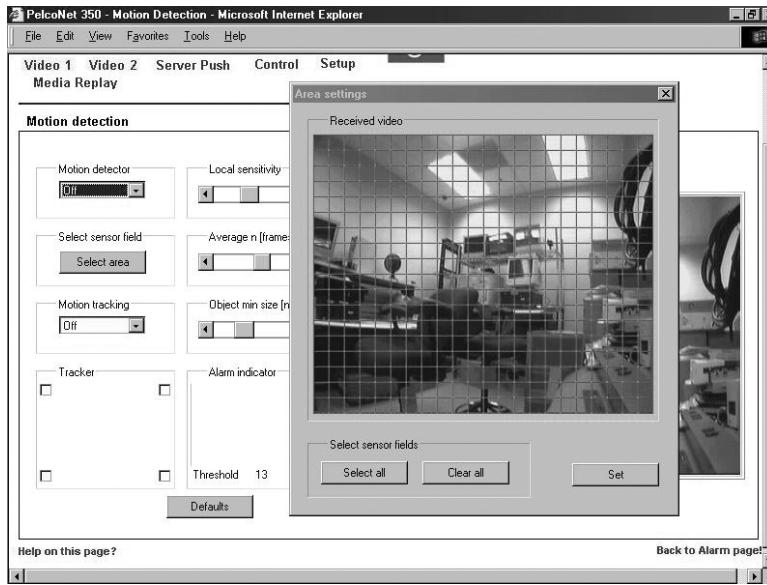 PelcoNet 350 - Motion Detection - Microsoft Internet Explorer
File Edit View Favorites Tools Help
Video 1 Video 2 Server Push Control Setup
Media Replay
Motion detection
Motion detector
Off
Local sensitivity
Select sensor field
Select area
Average n [frame
Motion tracking
Off
Object min size [n
Tracker
Alarm indicator
Threshold 13
Defaults
Area settings
Received video
Select sensor fields
Select all Clear all Set
Help on this page? Back to Alarm page!